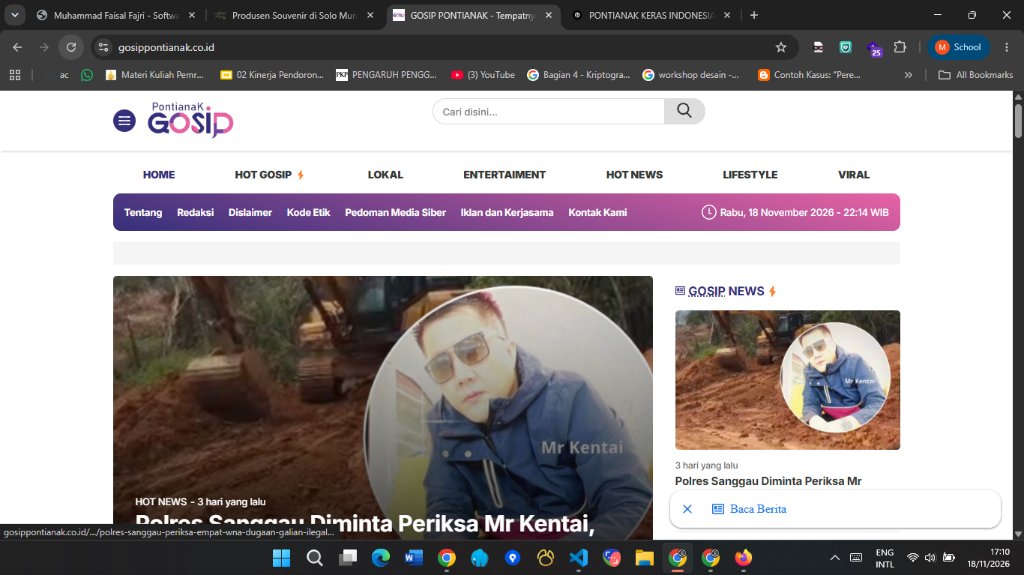 Muhammad Faisal Fajri - Softwa
Produsen Souvenir di Solo Mur
GOSIP PONTIANAK - Tempatny
PONTIANAK KERAS INDONESIA
gosippontianak.co.id
25
M School
ac
Materi Kuliah Pemr...
02 Kinerja Pendoron...
PKP PENGARUH PENGG...
(3) YouTube
Bagian 4 - Kriptogra...
workshop desain -...
Contoh Kasus: "Pere...
All Bookmarks
PontianaK
GOSIP
Cari disini...
HOME
HOT GOSIP
LOKAL
ENTERTAIMENT
HOT NEWS
LIFESTYLE
VIRAL
Tentang
Redaksi
Dislaimer
Kode Etik
Pedoman Media Siber
Iklan dan Kerjasama
Kontak Kami
Rabu, 18 November 2026 - 22:14 WIB
Mr Kentai
HOT NEWS - 3 hari yang lalu
Polres Sanggau Diminta Periksa Mr Kentai,
GOSIP NEWS
Mr Kentai
3 hari yang lalu
Polres Sanggau Diminta Periksa Mr
Baca Berita
gosippontianak.co.id/.../polres-sanggau-periksa-empat-wna-dugaan-galian-ilegal...
ENG
INTL
17:10
18/11/2026